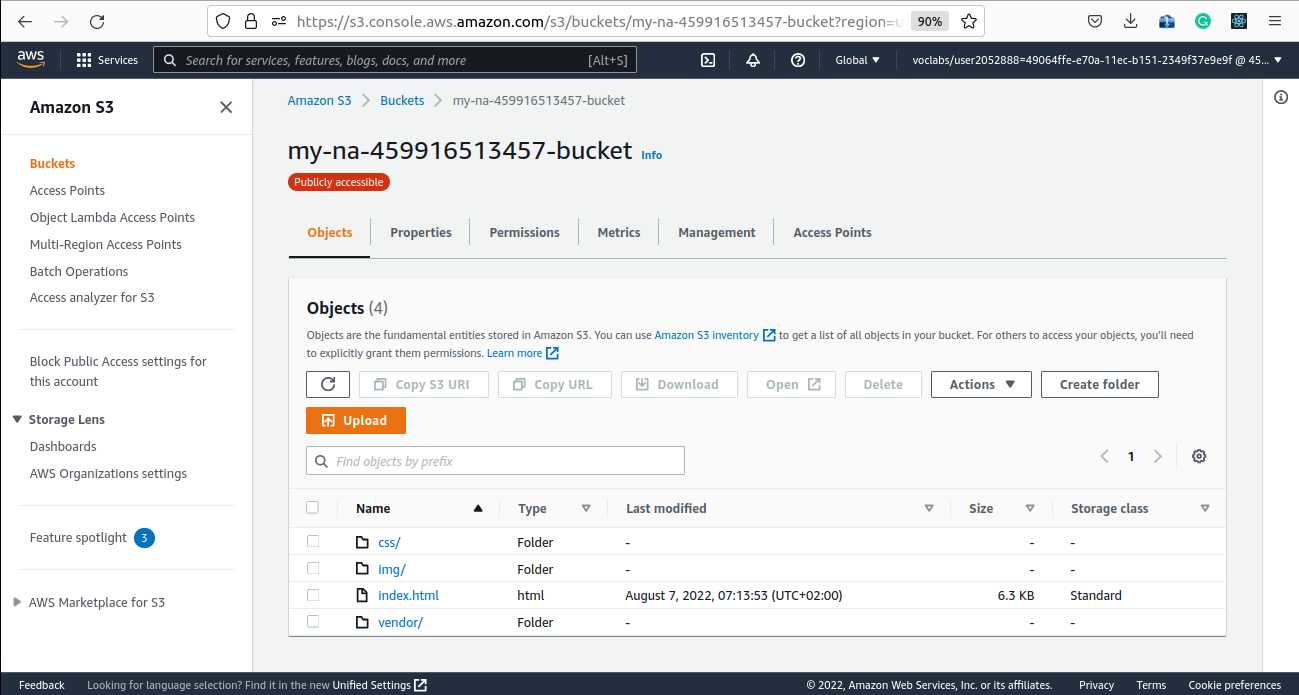 https://s3.console.aws.amazon.com/s3/buckets/my-na-459916513457-bucket?region=u
90%
aws
Services
Search for services, features, blogs, docs, and more
[Alt+S]
Global
voclabs/user2052888=49064ffe-e70a-11ec-b151-2349f37e9e9f @ 45...
Amazon S3
Buckets
Access Points
Object Lambda Access Points
Multi-Region Access Points
Batch Operations
Access analyzer for S3
Block Public Access settings for
this account
Storage Lens
Dashboards
AWS Organizations settings
Feature spotlight 3
AWS Marketplace for S3
Amazon S3 Buckets my-na-459916513457-bucket
my-na-459916513457-bucket Info
Publicly accessible
Objects Properties Permissions Metrics Management Access Points
Objects (4)
Objects are the fundamental entities stored in Amazon S3. You can use Amazon S3 inventory to get a list of all objects in your bucket. For others to access your objects, you'll need
to explicitly grant them permissions. Learn more
Copy S3 URI Copy URL Download Open Delete Actions Create folder
Upload
Find objects by prefix
1
Name Type Last modified Size Storage class
css/ Folder - - -
img/ Folder - - -
index.html html August 7, 2022, 07:13:53 (UTC+02:00) 6.3 KB Standard
vendor/ Folder - - -
Feedback Looking for language selection? Find it in the new Unified Settings © 2022, Amazon Web Services, Inc. or its affiliates. Privacy Terms Cookie preferences